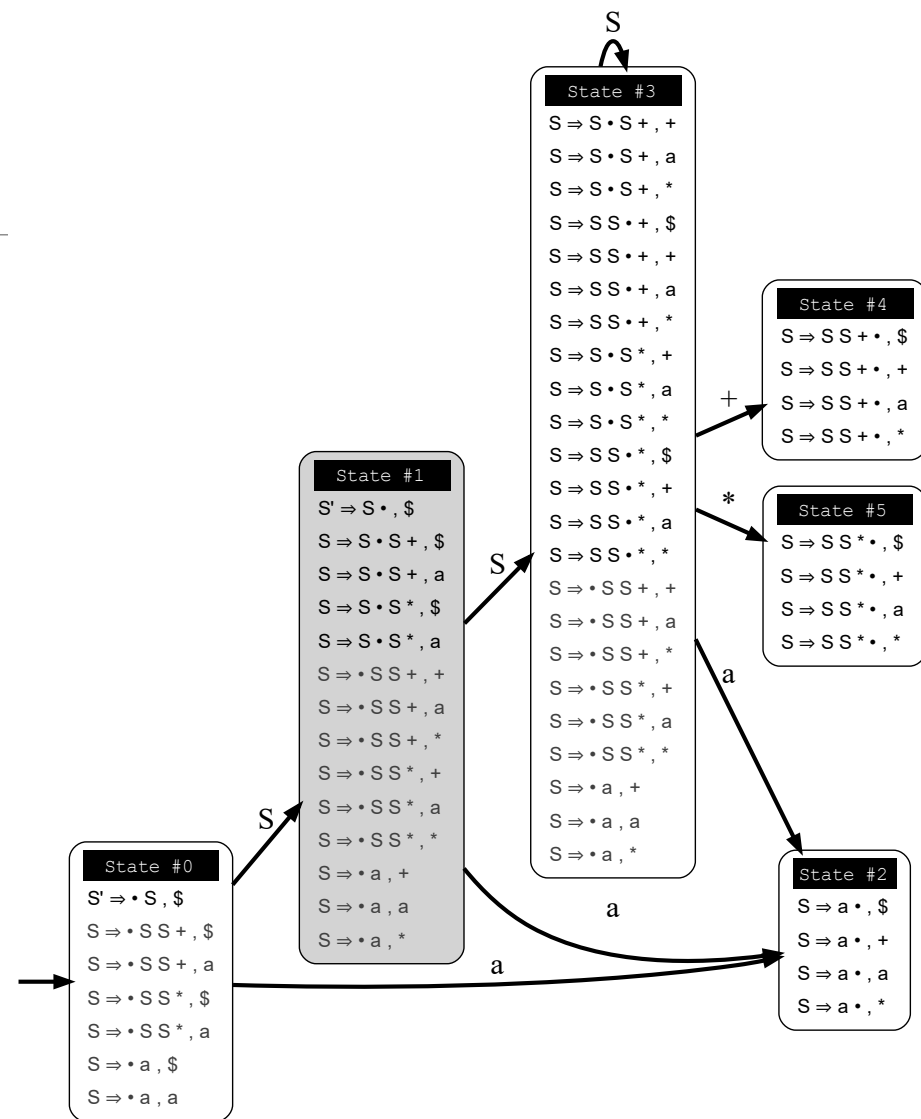 S
State #3
S ⇒ S • S + , +
S ⇒ S • S + , a
S ⇒ S • S + , *
S ⇒ S S • + , $
S ⇒ S S • + , +
S ⇒ S S • + , a
S ⇒ S S • + , *
S ⇒ S • S * , +
S ⇒ S • S * , a
S ⇒ S • S * , *
S ⇒ S S • * , $
S ⇒ S S • * , +
S ⇒ S S • * , a
S ⇒ S S • * , *
S ⇒ • S S + , +
S ⇒ • S S + , a
S ⇒ • S S + , *
S ⇒ • S S * , +
S ⇒ • S S * , a
S ⇒ • S S * , *
S ⇒ • a , +
S ⇒ • a , a
S ⇒ • a , *
+
State #4
S ⇒ S S + • , $
S ⇒ S S + • , +
S ⇒ S S + • , a
S ⇒ S S + • , *
*
State #5
S ⇒ S S * • , $
S ⇒ S S * • , +
S ⇒ S S * • , a
S ⇒ S S * • , *
a
State #1
S' ⇒ S • , $
S ⇒ S • S + , $
S ⇒ S • S + , a
S ⇒ S • S * , $
S ⇒ S • S * , a
S ⇒ • S S + , +
S ⇒ • S S + , a
S ⇒ • S S + , *
S ⇒ • S S * , +
S ⇒ • S S * , a
S ⇒ • S S * , *
S ⇒ • a , +
S ⇒ • a , a
S ⇒ • a , *
S
a
S
State #0
S' ⇒ • S , $
S ⇒ • S S + , $
S ⇒ • S S + , a
S ⇒ • S S * , $
S ⇒ • S S * , a
S ⇒ • a , $
S ⇒ • a , a
a
State #2
S ⇒ a • , $
S ⇒ a • , +
S ⇒ a • , a
S ⇒ a • , *